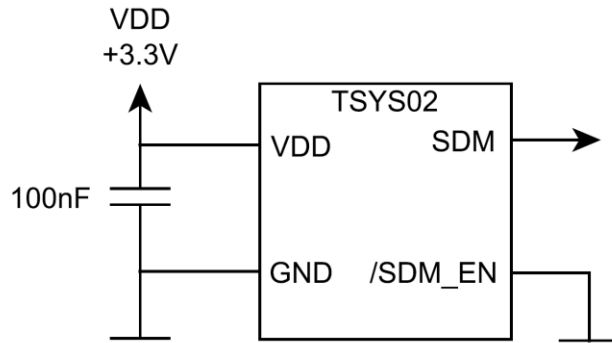 VDD
+3.3V
TSYS02
VDD
SDM
100nF
GND
/SDM_EN